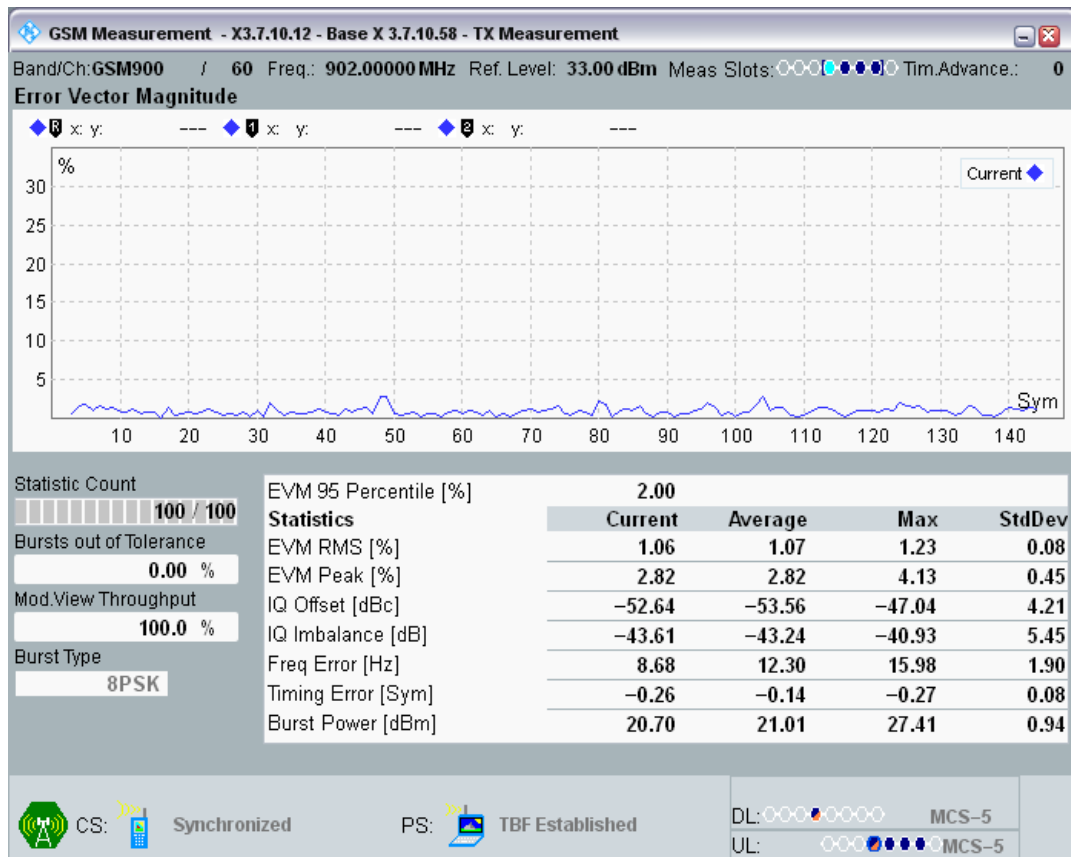 GSM Measurement - X3.7.10.12 - Base X 3.7.10.58 - TX Measurement
Band/Ch:GSM900 / 60 Freq.: 902.00000 MHz Ref. Level: 33.00 dBm Meas Slots: Tim.Advance.: 0
Error Vector Magnitude
R x: y: --- 1 x: y: --- 2 x: y: ---
%
Current
30
25
20
15
10
5
Sym
10 20 30 40 50 60 70 80 90 100 110 120 130 140
Statistic Count
100 / 100
Bursts out of Tolerance
0.00 %
Mod.View Throughput
100.0 %
Burst Type
8PSK
EVM 95 Percentile [%] 2.00
Statistics Current Average Max StdDev
EVM RMS [%] 1.06 1.07 1.23 0.08
EVM Peak [%] 2.82 2.82 4.13 0.45
IQ Offset [dBc] −52.64 −53.56 −47.04 4.21
IQ Imbalance [dB] −43.61 −43.24 −40.93 5.45
Freq Error [Hz] 8.68 12.30 15.98 1.90
Timing Error [Sym] −0.26 −0.14 −0.27 0.08
Burst Power [dBm] 20.70 21.01 27.41 0.94
CS: Synchronized PS: TBF Established
DL: MCS−5
UL: MCS−5